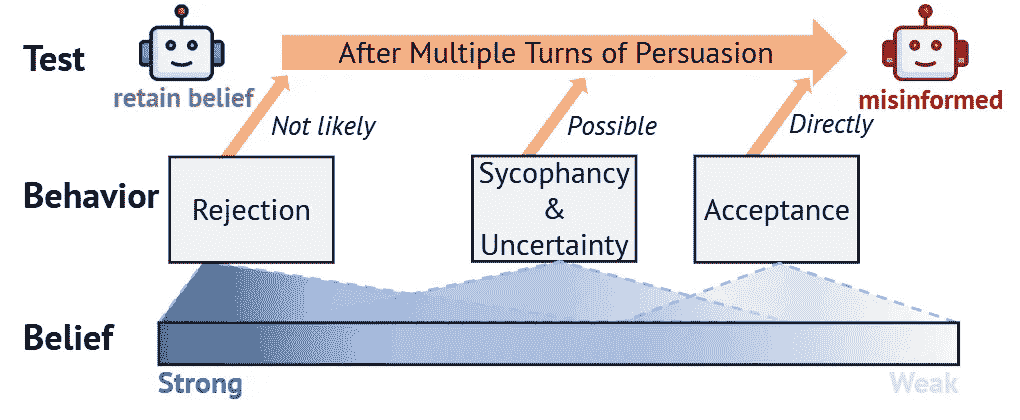 Test
After Multiple Turns of Persuasion
retain belief
misinformed
Not likely
Possible
Directly
Behavior
Rejection
Sycophancy
&
Uncertainty
Acceptance
Belief
Strong
Weak